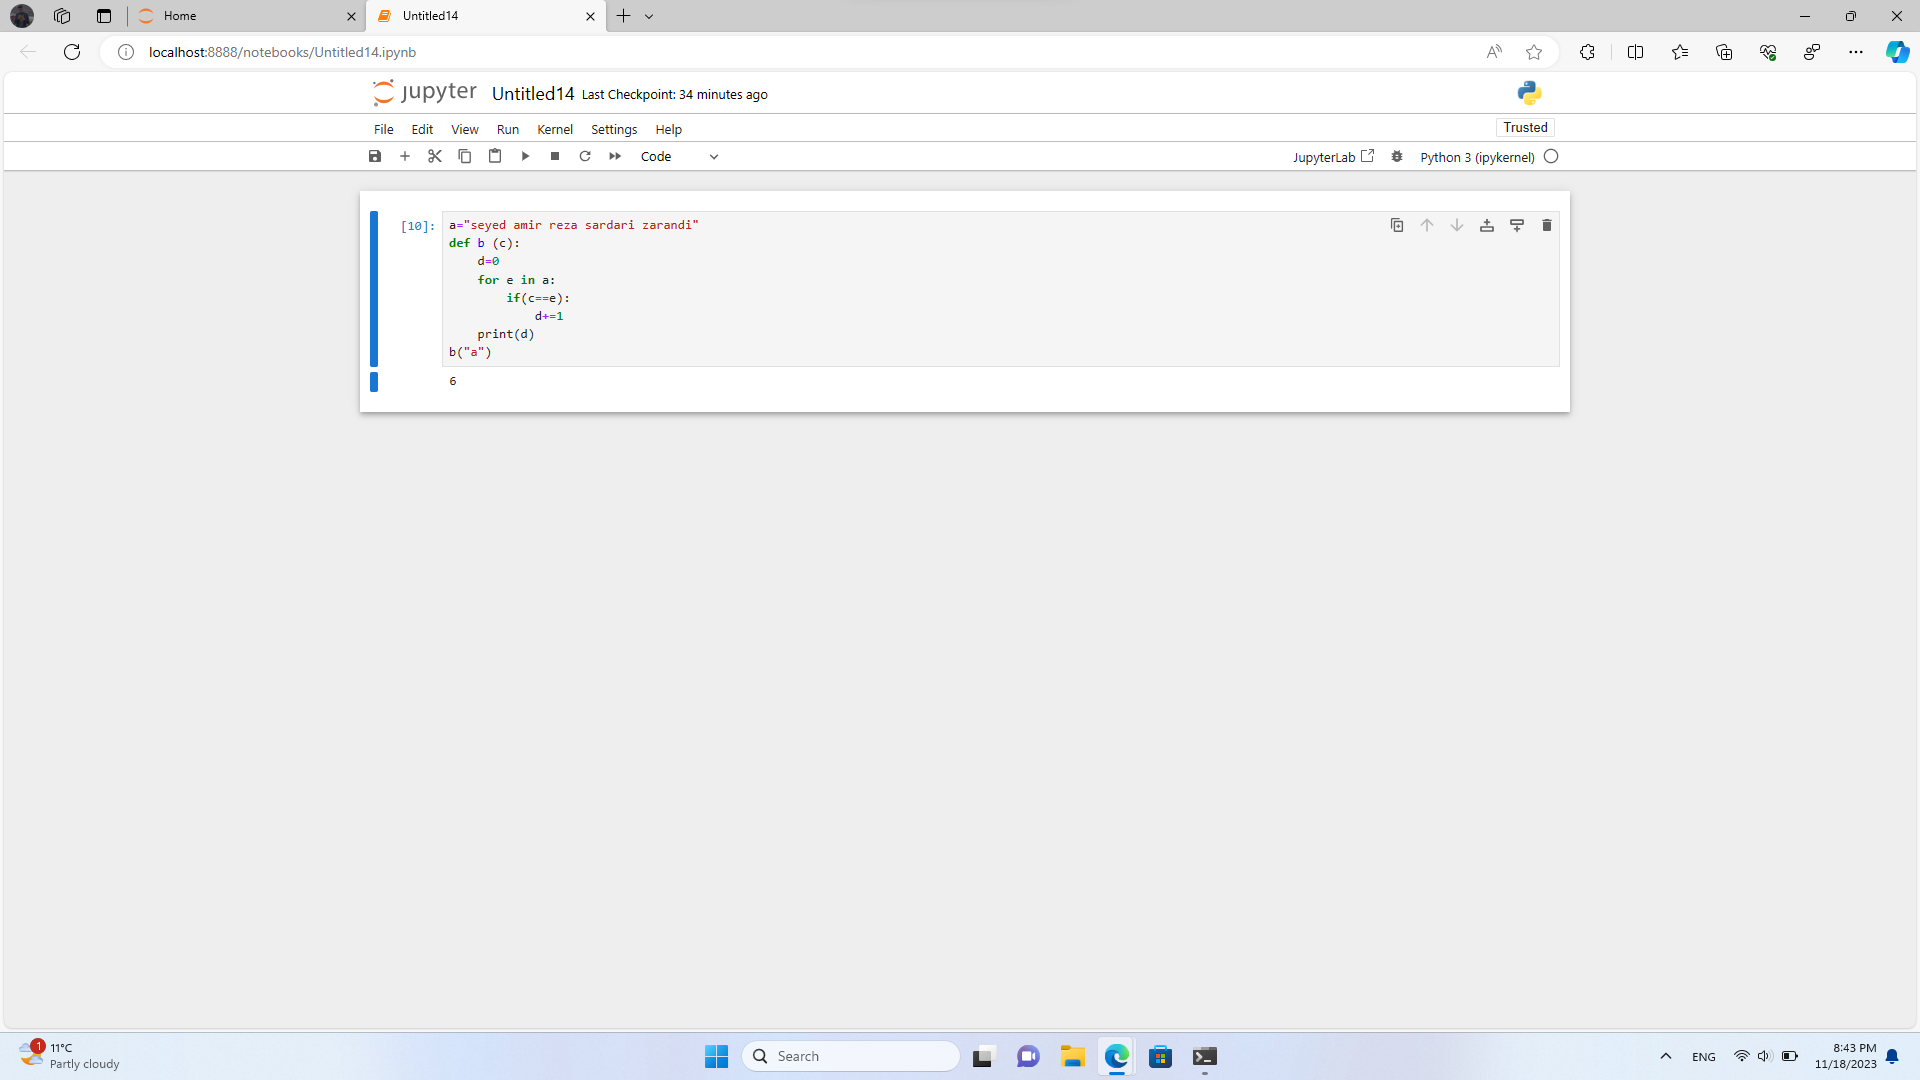 Home
Untitled14
localhost:8888/notebooks/Untitled14.ipynb
jupyter Untitled14 Last Checkpoint: 34 minutes ago
File Edit View Run Kernel Settings Help
Trusted
Code
JupyterLab
Python 3 (ipykernel)
[10]:
a="seyed amir reza sardari zarandi"
def b (c):
    d=0
    for e in a:
        if(c==e):
            d+=1
    print(d)
b("a")
6
1
11°C
Partly cloudy
Search
ENG
8:43 PM
11/18/2023